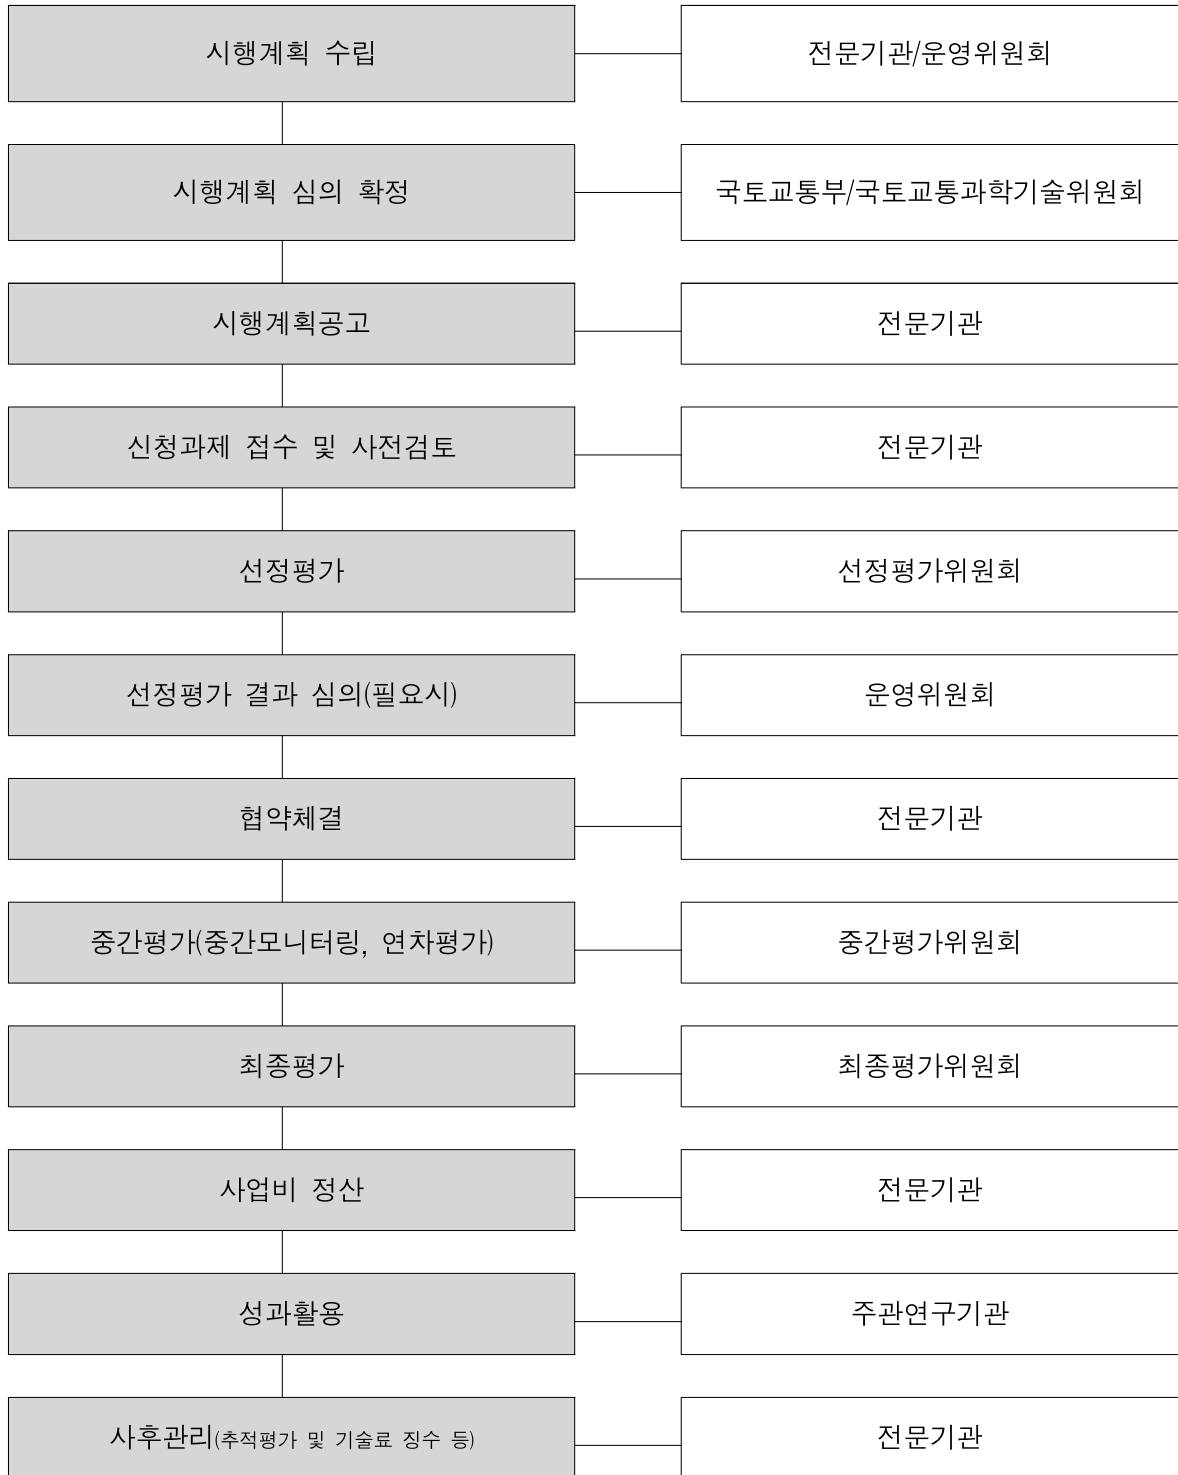 시행계획 수립
전문기관/운영위원회
시행계획 심의 확정
국토교통부/국토교통과학기술위원회
시행계획공고
전문기관
신청과제 접수 및 사전검토
전문기관
선정평가
선정평가위원회
선정평가 결과 심의(필요시)
운영위원회
협약체결
전문기관
중간평가(중간모니터링, 연차평가)
중간평가위원회
최종평가
최종평가위원회
사업비 정산
전문기관
성과활용
주관연구기관
사후관리(추적평가 및 기술료 징수 등)
전문기관